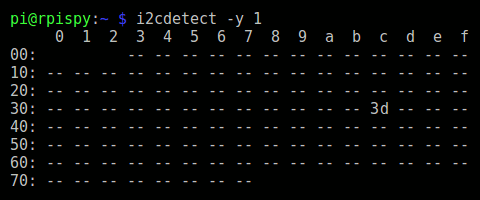 pi@rpispy:~ $ i2cdetect -y 1
     0  1  2  3  4  5  6  7  8  9  a  b  c  d  e  f
00:          -- -- -- -- -- -- -- -- -- -- -- -- --
10: -- -- -- -- -- -- -- -- -- -- -- -- -- -- -- --
20: -- -- -- -- -- -- -- -- -- -- -- -- -- -- -- --
30: -- -- -- -- -- -- -- -- -- -- -- -- 3d -- -- --
40: -- -- -- -- -- -- -- -- -- -- -- -- -- -- -- --
50: -- -- -- -- -- -- -- -- -- -- -- -- -- -- -- --
60: -- -- -- -- -- -- -- -- -- -- -- -- -- -- -- --
70: -- -- -- -- -- -- -- --